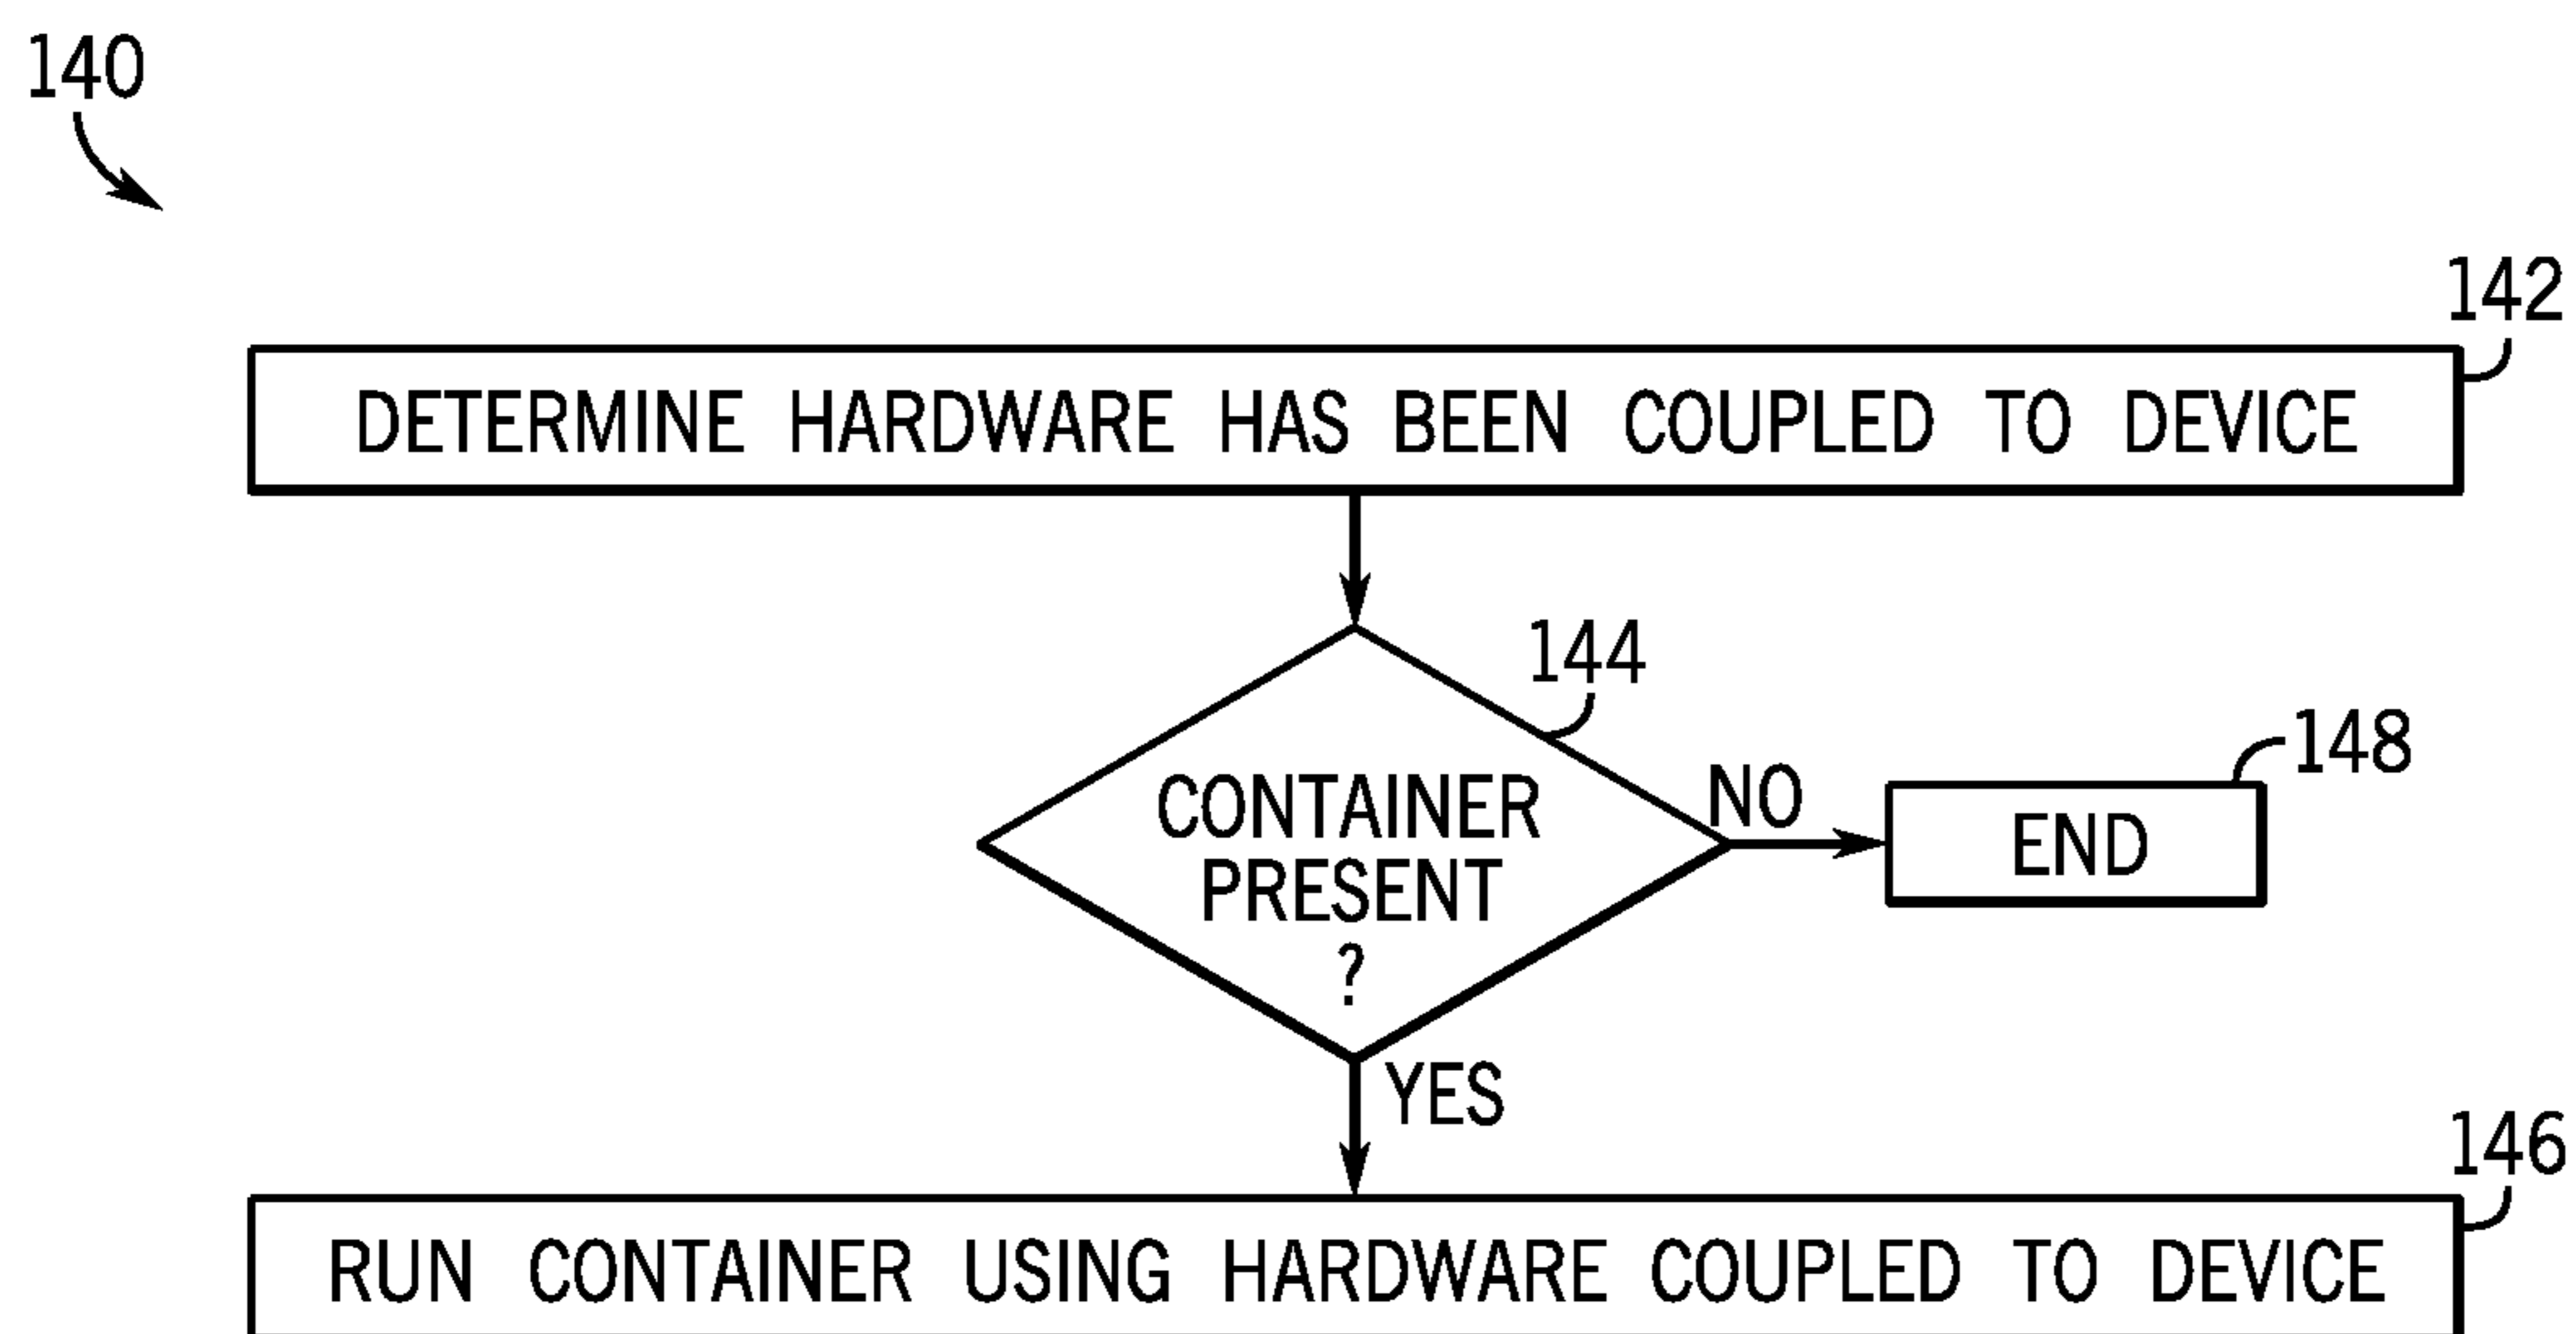 140
142
DETERMINE HARDWARE HAS BEEN COUPLED TO DEVICE
144
148
CONTAINER
PRESENT
?
NO
END
YES
146
RUN CONTAINER USING HARDWARE COUPLED TO DEVICE